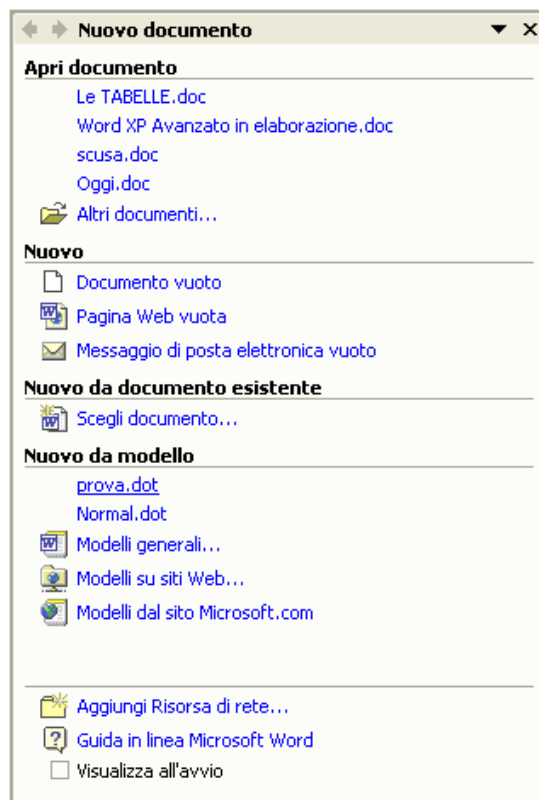 Nuovo documento
Apri documento
Le TABELLE.doc
Word XP Avanzato in elaborazione.doc
scusa.doc
Oggi.doc
Altri documenti...
Nuovo
Documento vuoto
Pagina Web vuota
Messaggio di posta elettronica vuoto
Nuovo da documento esistente
Scegli documento...
Nuovo da modello
prova.dot
Normal.dot
Modelli generali...
Modelli su siti Web...
Modelli dal sito Microsoft.com
Aggiungi Risorsa di rete...
Guida in linea Microsoft Word
Visualizza all'avvio